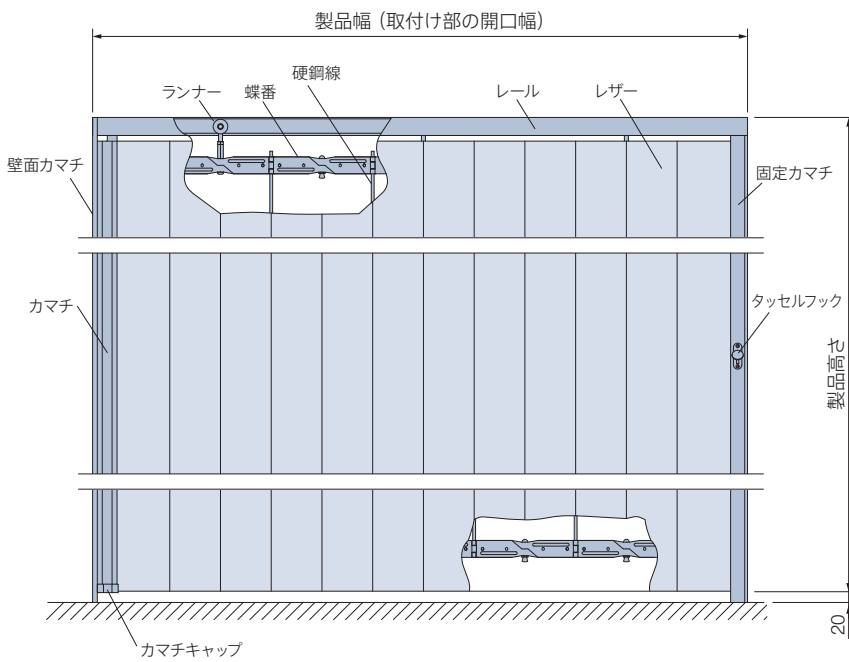 製品幅（取付け部の開口幅）
硬鋼線
ランナー
蝶番
レール
レザー
壁面カマチ
固定カマチ
カマチ
タッセルフック
製品高さ
20
カマチキャップ